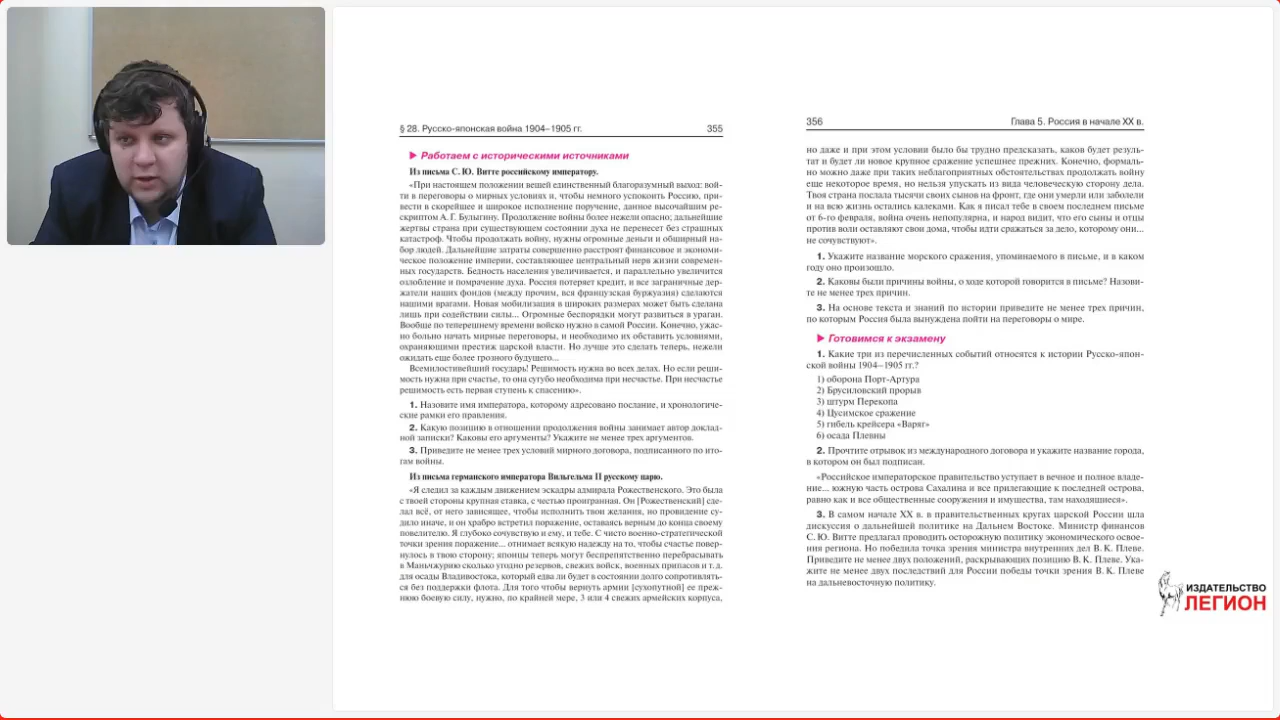 § 28. Русско-японская война 1904–1905 гг. 355
▶ Работаем с историческими источниками
Из письма С. Ю. Витте российскому императору.
«При настоящем положении вещей единственный благоразумный выход: вой-
ти в переговоры о мирных условиях и, чтобы немного успокоить Россию, при-
вести в скорейшее и широкое исполнение поручение, данное высочайшим ре-
скриптом А. Г. Булыгину. Продолжение войны более нежели опасно; дальнейшие
жертвы страна при существующем состоянии духа не перенесет без страшных
катастроф. Чтобы продолжать войну, нужны огромные деньги и обширный на-
бор людей. Дальнейшие затраты совершенно расстроят финансовое и экономи-
ческое положение империи, составляющее центральный нерв жизни современ-
ных государств. Бедность населения увеличивается, и параллельно увеличится
озлобление и помрачение духа. Россия потеряет кредит, и все заграничные дер-
жатели наших фондов (между прочим, вся французская буржуазия) сделаются
нашими врагами. Новая мобилизация в широких размерах может быть сделана
лишь при содействии силы... Огромные беспорядки могут развиться в ураган.
Вообще по теперешнему времени войско нужно в самой России. Конечно, ужас-
но больно начать мирные переговоры, и необходимо их обставить условиями,
охраняющими престиж царской власти. Но лучше это сделать теперь, нежели
ожидать еще более грозного будущего...
Всемилостивейший государь! Решимость нужна во всех делах. Но если реши-
мость нужна при счастье, то она сугубо необходима при несчастье. При несчастье
решимость есть первая ступень к спасению».
1. Назовите имя императора, которому адресовано послание, и хронологиче-
ские рамки его правления.
2. Какую позицию в отношении продолжения войны занимает автор доклад-
ной записки? Каковы его аргументы? Укажите не менее трех аргументов.
3. Приведите не менее трех условий мирного договора, подписанного по ито-
гам войны.
Из письма германского императора Вильгельма II русскому царю.
«Я следил за каждым движением эскадры адмирала Рожественского. Это была
с твоей стороны крупная ставка, с честью проигранная. Он [Рожественский] сде-
лал всё, от него зависящее, чтобы исполнить твои желания, но провидение су-
дило иначе, и он храбро встретил поражение, оставаясь верным до конца своему
повелителю. Я глубоко сочувствую и ему, и тебе. С чисто военно-стратегической
точки зрения поражение... отнимает всякую надежду на то, чтобы счастье повер-
нулось в твою сторону; японцы теперь могут беспрепятственно перебрасывать
в Маньчжурию сколько угодно резервов, свежих войск, военных припасов и т. д.
для осады Владивостока, который едва ли будет в состоянии долго сопротивлять-
ся без поддержки флота. Для того чтобы вернуть армии [сухопутной] ее преж-
нюю боевую силу, нужно, по крайней мере, 3 или 4 свежих армейских корпуса,
356 Глава 5. Россия в начале XX в.
но даже и при этом условии было бы трудно предсказать, каков будет резуль-
тат и будет ли новое крупное сражение успешнее прежних. Конечно, формаль-
но можно даже при таких неблагоприятных обстоятельствах продолжать войну
еще некоторое время, но нельзя упускать из вида человеческую сторону дела.
Твоя страна послала тысячи своих сынов на фронт, где они умерли или заболели
и на всю жизнь остались калеками. Как я писал тебе в своем последнем письме
от 6-го февраля, война очень непопулярна, и народ видит, что его сыны и отцы
против воли оставляют свои дома, чтобы идти сражаться за дело, которому они...
не сочувствуют».
1. Укажите название морского сражения, упоминаемого в письме, и в каком
году оно произошло.
2. Каковы были причины войны, о ходе которой говорится в письме? Назови-
те не менее трех причин.
3. На основе текста и знаний по истории приведите не менее трех причин,
по которым Россия была вынуждена пойти на переговоры о мире.
▶ Готовимся к экзамену
1. Какие три из перечисленных событий относятся к истории Русско-япон-
ской войны 1904–1905 гг.?
1) оборона Порт-Артура
2) Брусиловский прорыв
3) штурм Перекопа
4) Цусимское сражение
5) гибель крейсера «Варяг»
6) осада Плевны
2. Прочтите отрывок из международного договора и укажите название города,
в котором он был подписан.
«Российское императорское правительство уступает в вечное и полное владе-
ние... южную часть острова Сахалина и все прилегающие к последней острова,
равно как и все общественные сооружения и имущества, там находящиеся».
3. В самом начале XX в. в правительственных кругах царской России шла
дискуссия о дальнейшей политике на Дальнем Востоке. Министр финансов
С. Ю. Витте предлагал проводить осторожную политику экономического осво-
ения региона. Но победила точка зрения министра внутренних дел В. К. Плеве.
Приведите не менее двух положений, раскрывающих позицию В. К. Плеве. Ука-
жите не менее двух последствий для России победы точки зрения В. К. Плеве
на дальневосточную политику.
ИЗДАТЕЛЬСТВО
ЛЕГИОН